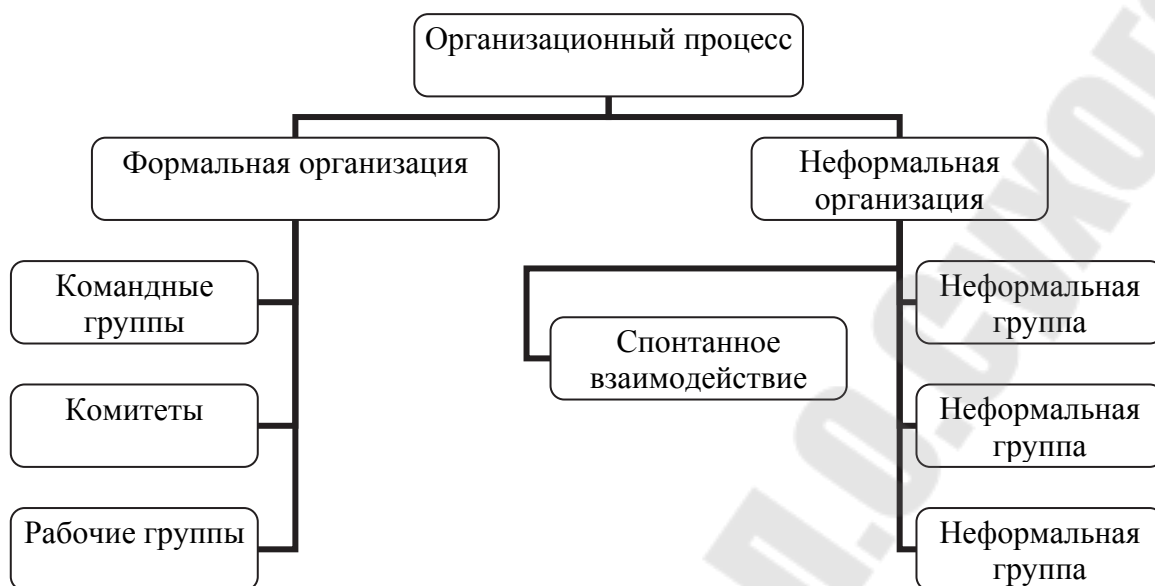 Организационный процесс
Формальная организация
Неформальная
организация
Командные
группы
Неформальная
группа
Спонтанное
взаимодействие
Комитеты
Неформальная
группа
Рабочие группы
Неформальная
группа
П.О.Сухого